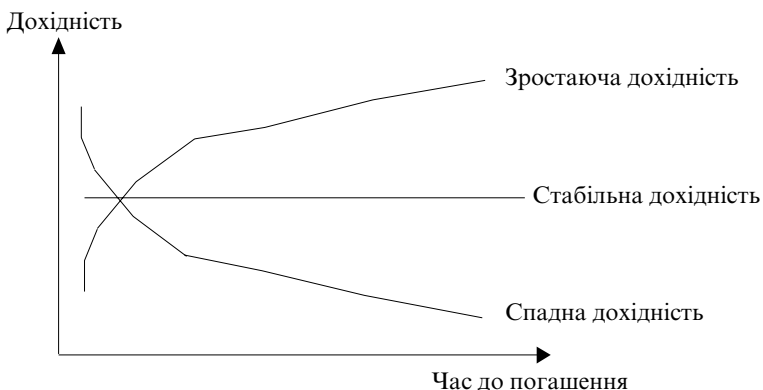 Дохідність
Зростаюча дохідність
Стабільна дохідність
Спадна дохідність
Час до погашення